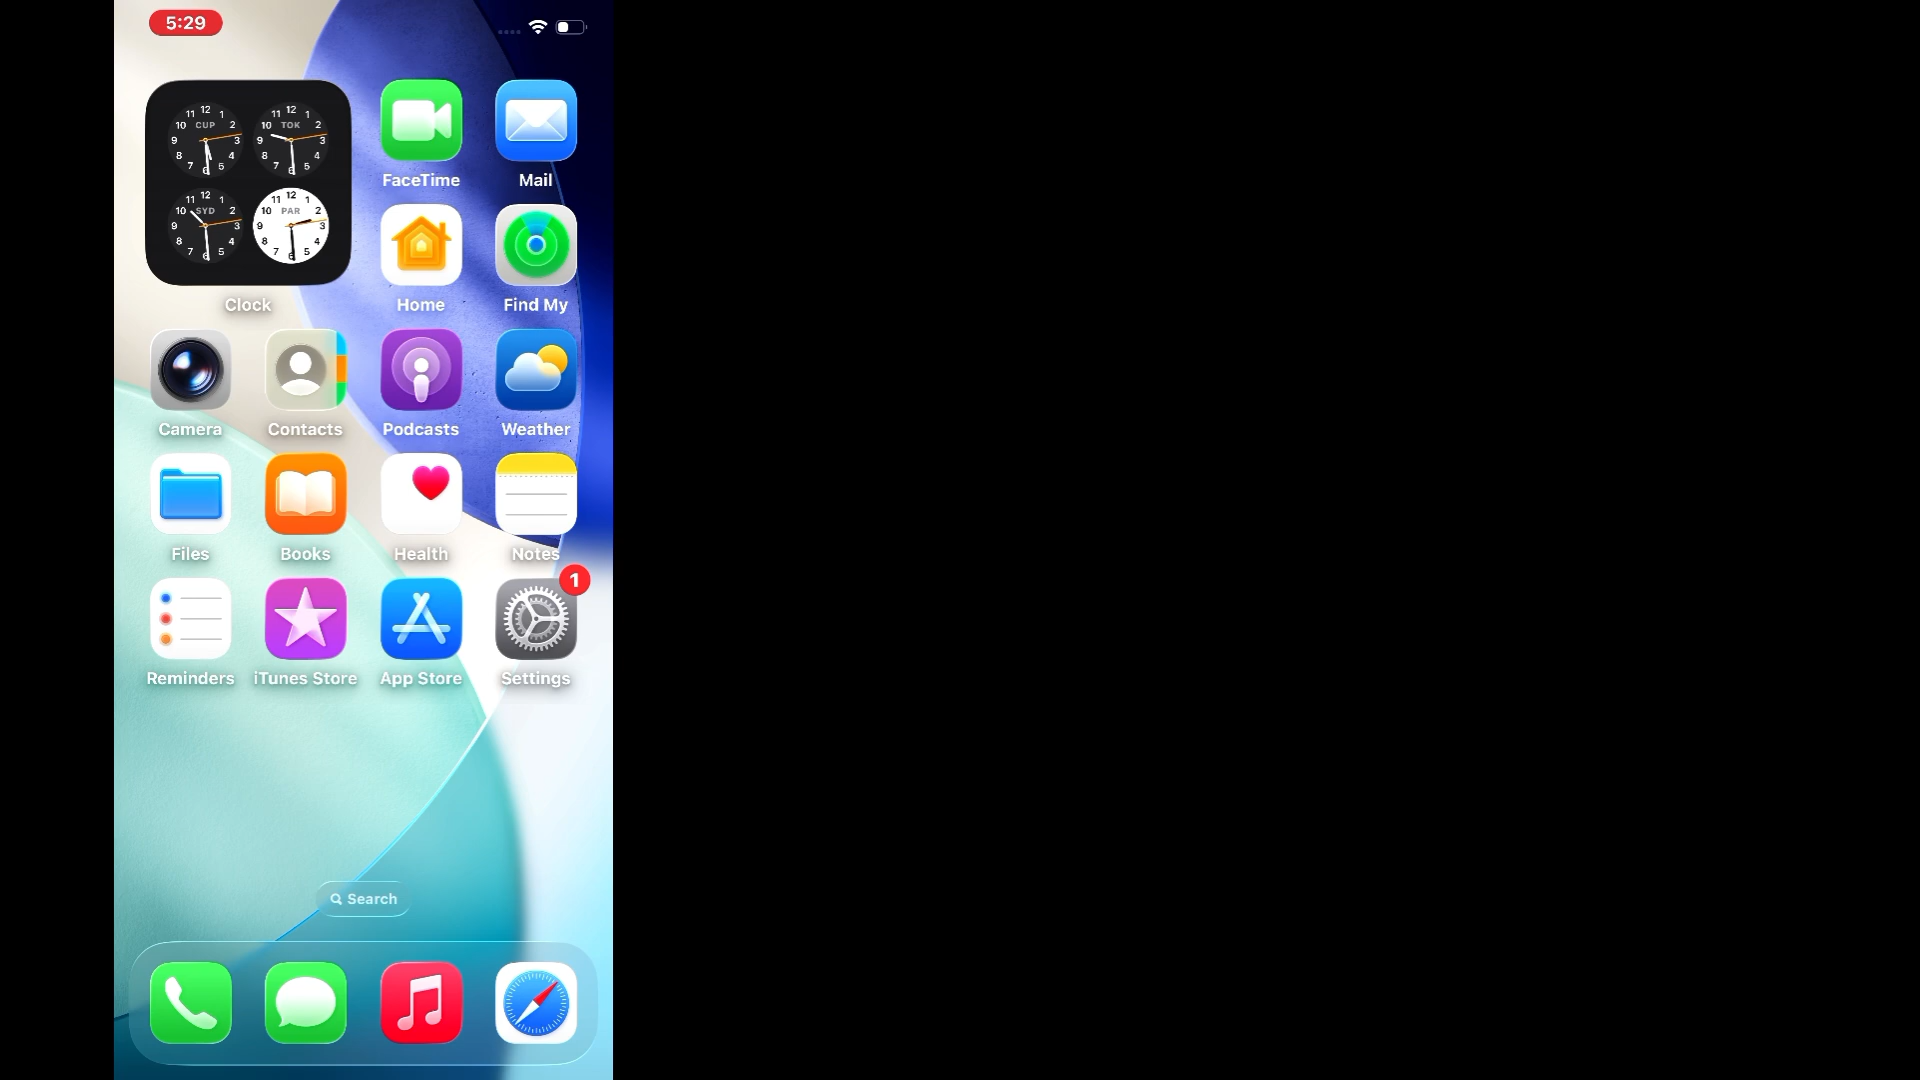 5:29
FaceTime
Mail
CUP
TOK
SYD
PAR
Home
Find My
Clock
Camera
Contacts
Podcasts
Weather
Files
Books
Health
Notes
1
Reminders
iTunes Store
App Store
Settings
Search